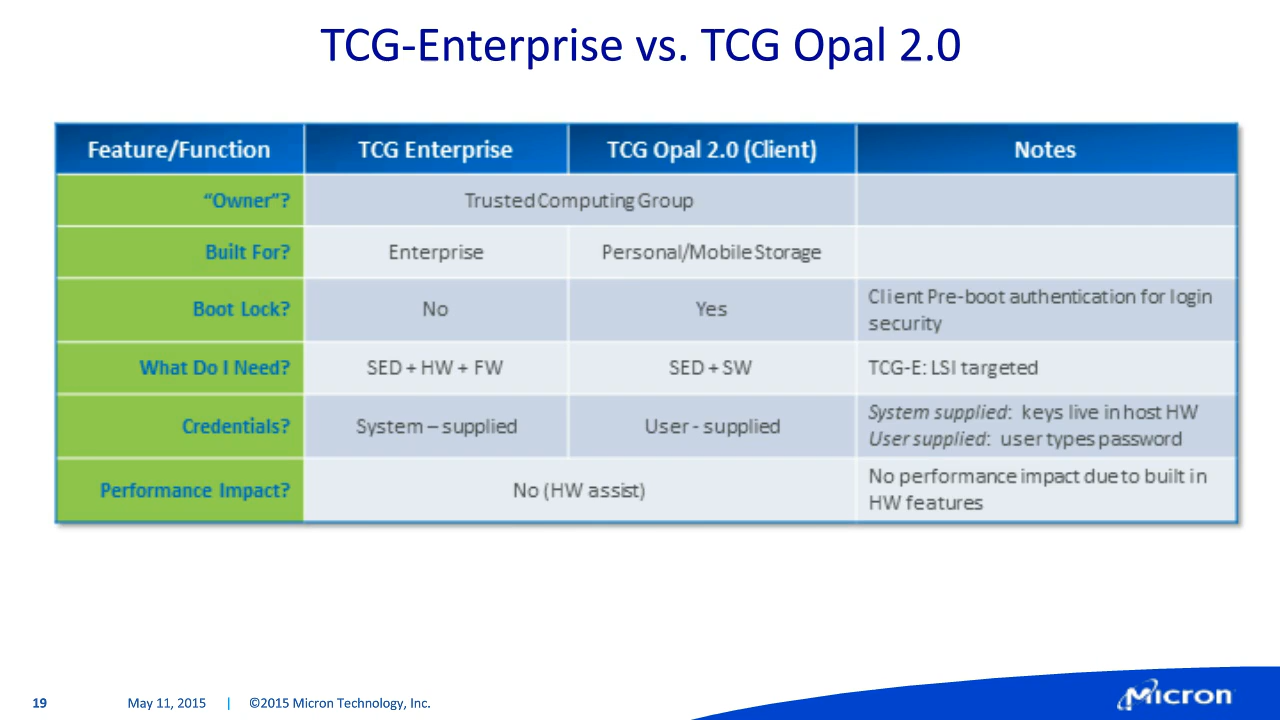 TCG-Enterprise vs. TCG Opal 2.0
Feature/Function TCG Enterprise TCG Opal 2.0 (Client) Notes
“Owner”? Trusted Computing Group
Built For? Enterprise Personal/Mobile Storage
Boot Lock? No Yes Client Pre-boot authentication for login
security
What Do I Need? SED + HW + FW SED + SW TCG-E: LSI targeted
Credentials? System – supplied User - supplied System supplied: keys live in host HW
User supplied: user types password
Performance Impact? No (HW assist) No performance impact due to built in
HW features
19 May 11, 2015 | ©2015 Micron Technology, Inc.
Micron